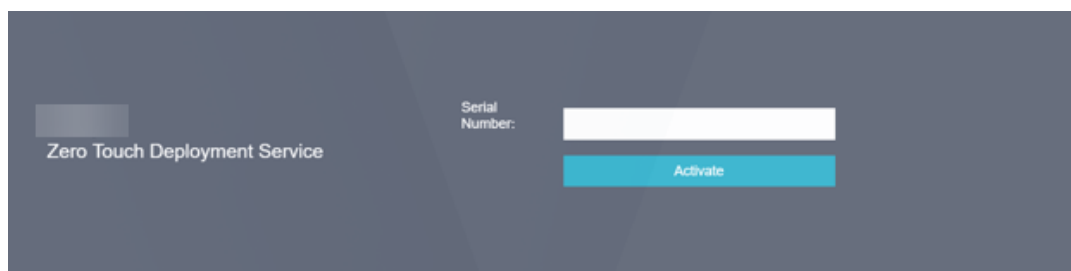 Zero Touch Deployment Service
Serial
Number:
Activate